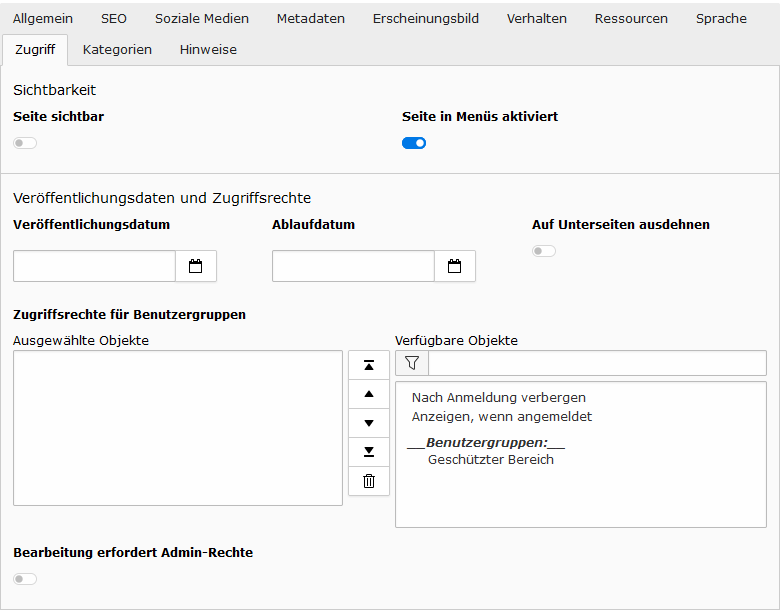 Allgemein SEO Soziale Medien Metadaten Erscheinungsbild Verhalten Ressourcen Sprache
Zugriff Kategorien Hinweise
Sichtbarkeit
Seite sichtbar Seite in Menüs aktiviert
Veröffentlichungsdaten und Zugriffsrechte
Veröffentlichungsdatum Ablaufdatum Auf Unterseiten ausdehnen
Zugriffsrechte für Benutzergruppen
Ausgewählte Objekte Verfügbare Objekte
Nach Anmeldung verbergen
Anzeigen, wenn angemeldet
__Benutzergruppen:__
Geschützter Bereich
Bearbeitung erfordert Admin-Rechte